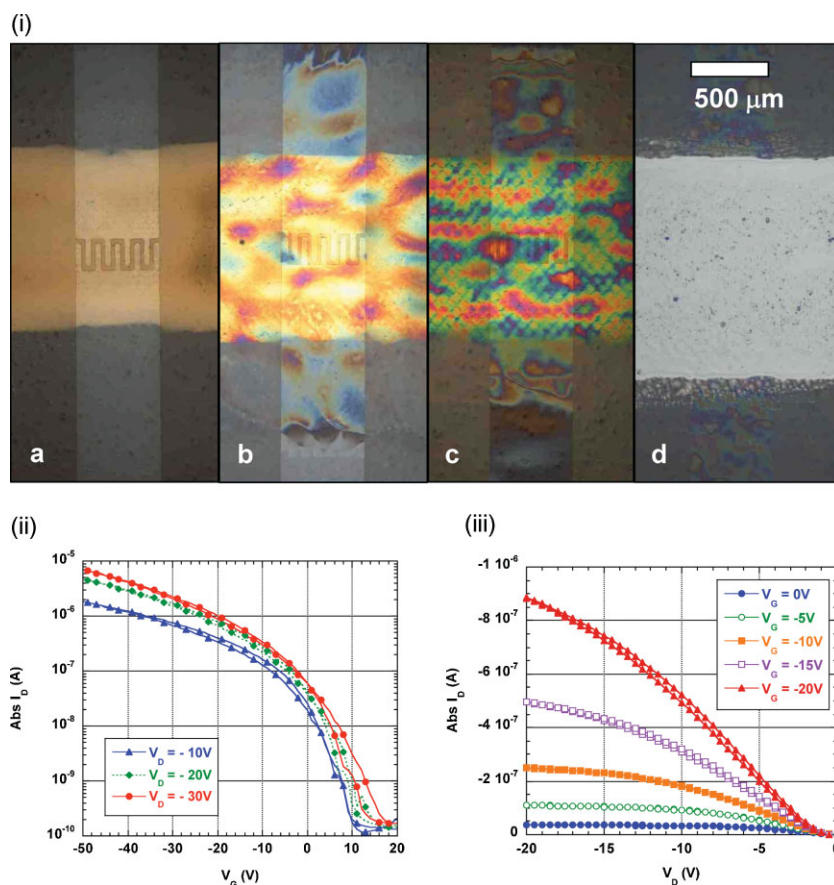 (i)
500 μm
a b c d
(ii)
(iii)
10⁻⁵
10⁻⁶
10⁻⁷
10⁻⁸
10⁻⁹
10⁻¹⁰
Abs I_D (A)
V_D = - 10V
V_D = - 20V
V_D = - 30V
-50 -40 -30 -20 -10 0 10 20
V_G (V)
-1 10⁻⁶
-8 10⁻⁷
-6 10⁻⁷
-4 10⁻⁷
-2 10⁻⁷
0
Abs I_D (A)
V_G = 0V
V_G = -5V
V_G = -10V
V_G = -15V
V_G = -20V
-20 -15 -10 -5 0
V_D (V)